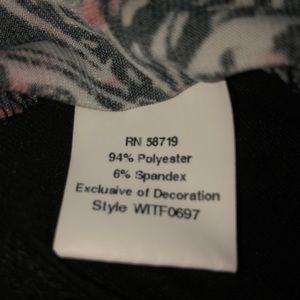 RN 58719
94% Polyester
6% Spandex
Exclusive of Decoration
Style WITF0697